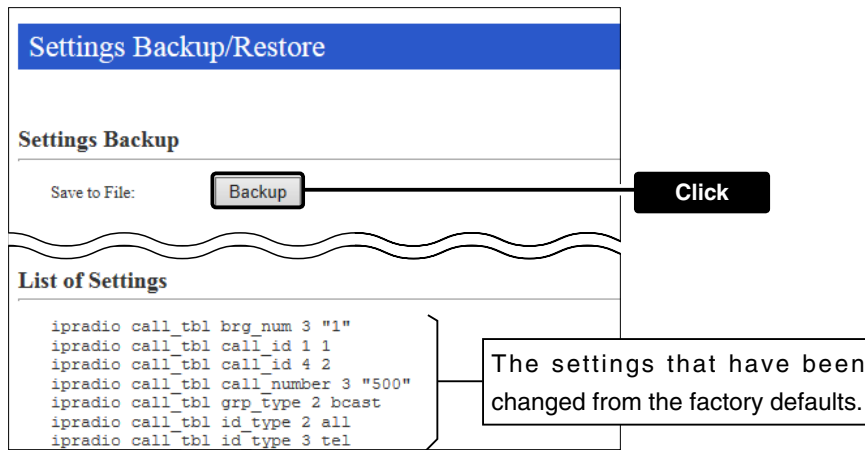 Settings Backup/Restore
Settings Backup
Save to File:
Backup
Click
List of Settings
ipradio call_tbl brg_num 3 "1"
ipradio call_tbl call_id 1 1
ipradio call_tbl call_id 4 2
ipradio call_tbl call_number 3 "500"
ipradio call_tbl grp_type 2 bcast
ipradio call_tbl id_type 2 all
ipradio call_tbl id_type 3 tel
The settings that have been
changed from the factory defaults.